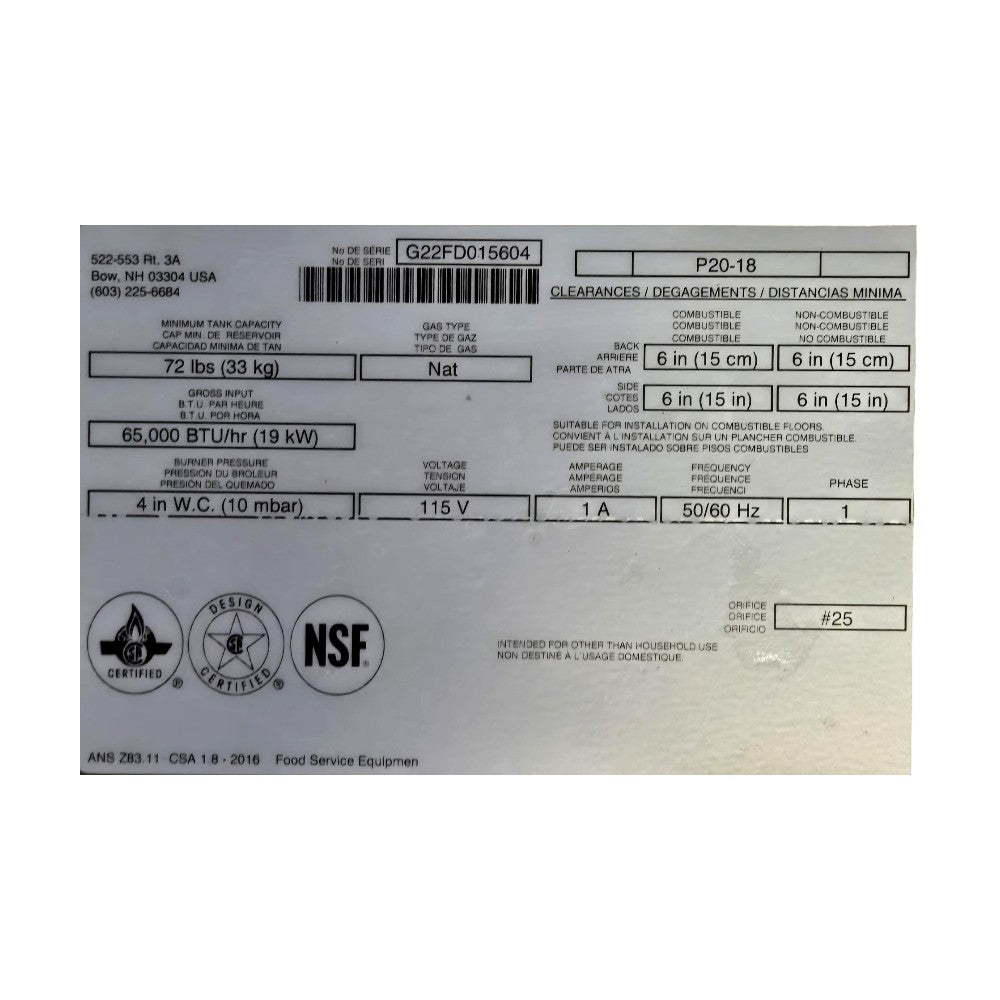 522-553 Rt. 3A
Bow, NH 03304 USA
(603) 225-6684
No DE SÉRIE
No DE SERI
G22FD015604
P20-18
CLEARANCES / DEGAGEMENTS / DISTANCIAS MINIMA
MINIMUM TANK CAPACITY
CAP MIN. DE RESERVOIR
CAPACIDAD MINIMA DE TAN
72 lbs (33 kg)
GAS TYPE
TYPE DE GAZ
TIPO DE GAS
Nat
COMBUSTIBLE
COMBUSTIBLE
COMBUSTIBLE
NON-COMBUSTIBLE
NON-COMBUSTIBLE
NO COMBUSTIBLE
BACK
ARRIERE
PARTE DE ATRA
6 in (15 cm)
6 in (15 cm)
SIDE
COTES
LADOS
6 in (15 in)
6 in (15 in)
GROSS INPUT
B.T.U. PAR HEURE
B.T.U. POR HORA
65,000 BTU/hr (19 kW)
SUITABLE FOR INSTALLATION ON COMBUSTIBLE FLOORS.
CONVIENT À L'INSTALLATION SUR UN PLANCHER COMBUSTIBLE.
PUEDE SER INSTALADO SOBRE PISOS COMBUSTIBLES
BURNER PRESSURE
PRESSION DU BROLEUR
PRESIÓN DEL QUEMADO
4 in W.C. (10 mbar)
VOLTAGE
TENSION
VOLTAJE
115 V
AMPERAGE
AMPERAGE
AMPERIOS
1 A
FREQUENCY
FREQUENCE
FRECUENCI
50/60 Hz
PHASE
1
CERTIFIED
®
DESIGN
CERTIFIED
®
NSF®
ORIFICE
ORIFICE
ORIFICIO
#25
INTENDED FOR OTHER THAN HOUSEHOLD USE
NON DESTINÉ À L'USAGE DOMESTIQUE.
ANS Z83.11 · CSA 1 8 - 2016 Food Service Equipmen